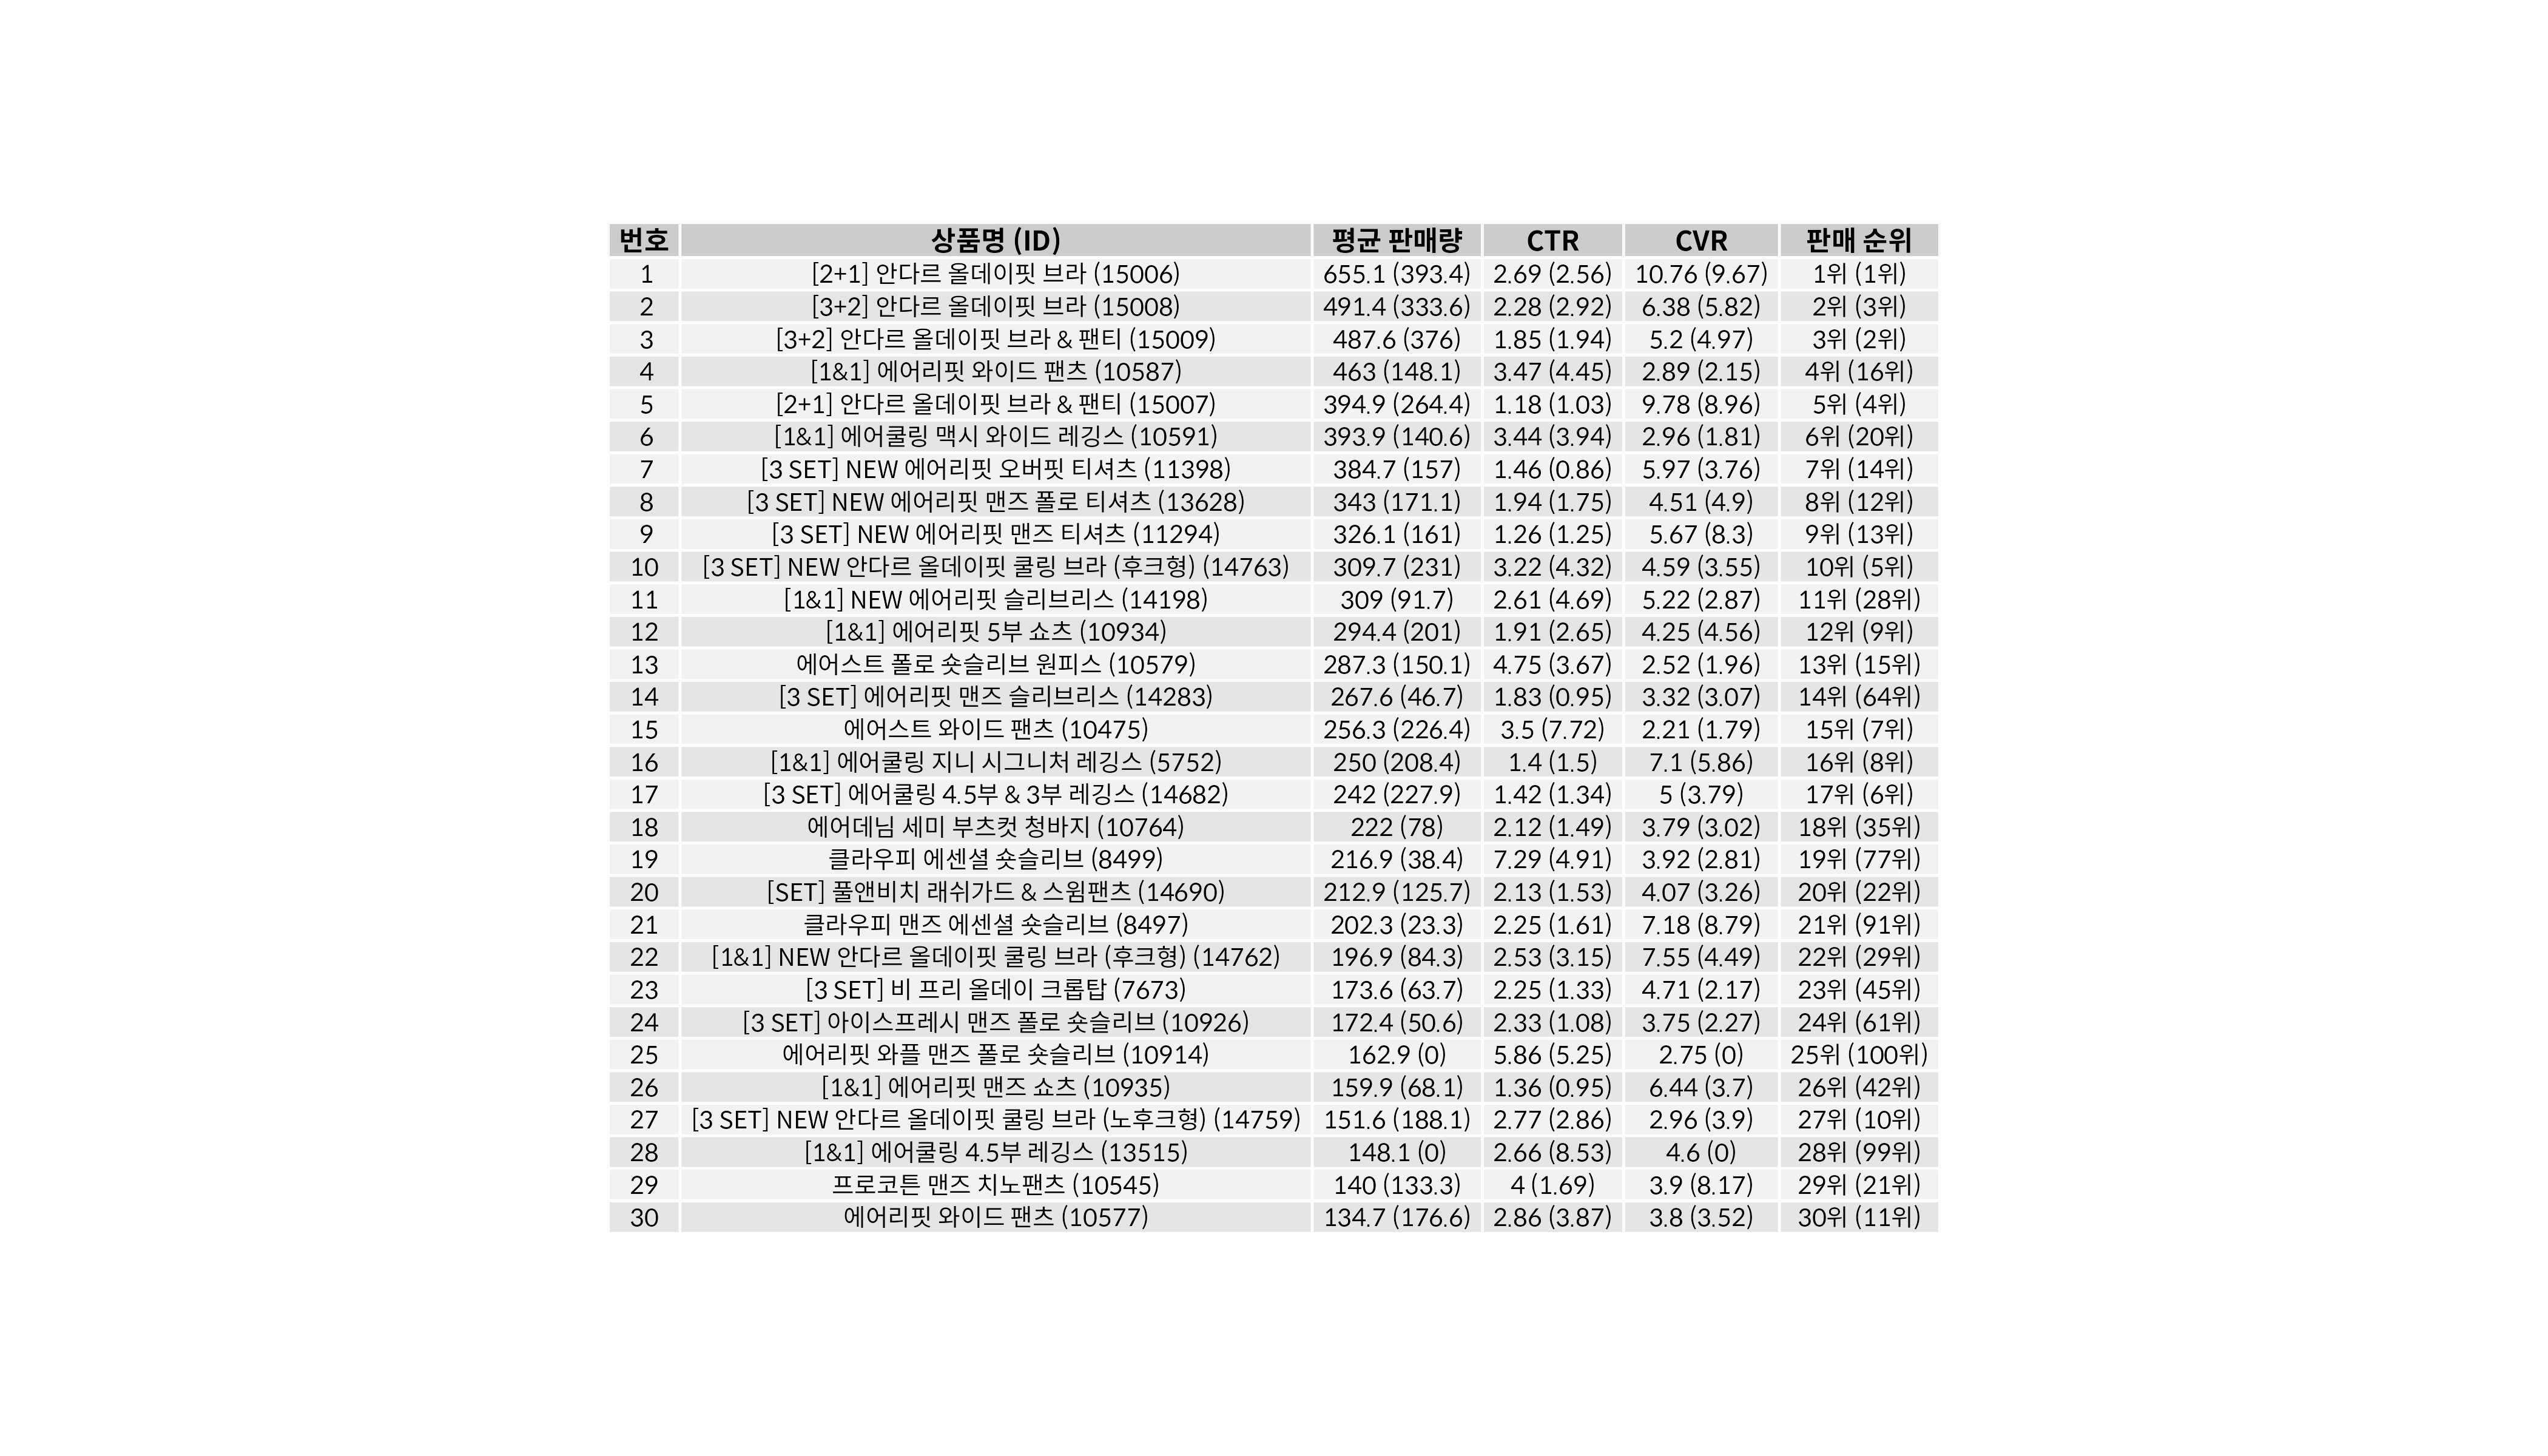 번호 상품명 (ID) 평균 판매량 CTR CVR 판매 순위
1 [2+1] 안다르 올데이핏 브라 (15006) 655.1 (393.4) 2.69 (2.56) 10.76 (9.67) 1위 (1위)
2 [3+2] 안다르 올데이핏 브라 (15008) 491.4 (333.6) 2.28 (2.92) 6.38 (5.82) 2위 (3위)
3 [3+2] 안다르 올데이핏 브라 & 팬티 (15009) 487.6 (376) 1.85 (1.94) 5.2 (4.97) 3위 (2위)
4 [1&1] 에어리핏 와이드 팬츠 (10587) 463 (148.1) 3.47 (4.45) 2.89 (2.15) 4위 (16위)
5 [2+1] 안다르 올데이핏 브라 & 팬티 (15007) 394.9 (264.4) 1.18 (1.03) 9.78 (8.96) 5위 (4위)
6 [1&1] 에어쿨링 맥시 와이드 레깅스 (10591) 393.9 (140.6) 3.44 (3.94) 2.96 (1.81) 6위 (20위)
7 [3 SET] NEW 에어리핏 오버핏 티셔츠 (11398) 384.7 (157) 1.46 (0.86) 5.97 (3.76) 7위 (14위)
8 [3 SET] NEW 에어리핏 맨즈 폴로 티셔츠 (13628) 343 (171.1) 1.94 (1.75) 4.51 (4.9) 8위 (12위)
9 [3 SET] NEW 에어리핏 맨즈 티셔츠 (11294) 326.1 (161) 1.26 (1.25) 5.67 (8.3) 9위 (13위)
10 [3 SET] NEW 안다르 올데이핏 쿨링 브라 (후크형) (14763) 309.7 (231) 3.22 (4.32) 4.59 (3.55) 10위 (5위)
11 [1&1] NEW 에어리핏 슬리브리스 (14198) 309 (91.7) 2.61 (4.69) 5.22 (2.87) 11위 (28위)
12 [1&1] 에어리핏 5부 쇼츠 (10934) 294.4 (201) 1.91 (2.65) 4.25 (4.56) 12위 (9위)
13 에어스트 폴로 숏슬리브 원피스 (10579) 287.3 (150.1) 4.75 (3.67) 2.52 (1.96) 13위 (15위)
14 [3 SET] 에어리핏 맨즈 슬리브리스 (14283) 267.6 (46.7) 1.83 (0.95) 3.32 (3.07) 14위 (64위)
15 에어스트 와이드 팬츠 (10475) 256.3 (226.4) 3.5 (7.72) 2.21 (1.79) 15위 (7위)
16 [1&1] 에어쿨링 지니 시그니처 레깅스 (5752) 250 (208.4) 1.4 (1.5) 7.1 (5.86) 16위 (8위)
17 [3 SET] 에어쿨링 4.5부 & 3부 레깅스 (14682) 242 (227.9) 1.42 (1.34) 5 (3.79) 17위 (6위)
18 에어데님 세미 부츠컷 청바지 (10764) 222 (78) 2.12 (1.49) 3.79 (3.02) 18위 (35위)
19 클라우피 에센셜 숏슬리브 (8499) 216.9 (38.4) 7.29 (4.91) 3.92 (2.81) 19위 (77위)
20 [SET] 풀앤비치 래쉬가드 & 스윔팬츠 (14690) 212.9 (125.7) 2.13 (1.53) 4.07 (3.26) 20위 (22위)
21 클라우피 맨즈 에센셜 숏슬리브 (8497) 202.3 (23.3) 2.25 (1.61) 7.18 (8.79) 21위 (91위)
22 [1&1] NEW 안다르 올데이핏 쿨링 브라 (후크형) (14762) 196.9 (84.3) 2.53 (3.15) 7.55 (4.49) 22위 (29위)
23 [3 SET] 비 프리 올데이 크롭탑 (7673) 173.6 (63.7) 2.25 (1.33) 4.71 (2.17) 23위 (45위)
24 [3 SET] 아이스프레시 맨즈 폴로 숏슬리브 (10926) 172.4 (50.6) 2.33 (1.08) 3.75 (2.27) 24위 (61위)
25 에어리핏 와플 맨즈 폴로 숏슬리브 (10914) 162.9 (0) 5.86 (5.25) 2.75 (0) 25위 (100위)
26 [1&1] 에어리핏 맨즈 쇼츠 (10935) 159.9 (68.1) 1.36 (0.95) 6.44 (3.7) 26위 (42위)
27 [3 SET] NEW 안다르 올데이핏 쿨링 브라 (노후크형) (14759) 151.6 (188.1) 2.77 (2.86) 2.96 (3.9) 27위 (10위)
28 [1&1] 에어쿨링 4.5부 레깅스 (13515) 148.1 (0) 2.66 (8.53) 4.6 (0) 28위 (99위)
29 프로코튼 맨즈 치노팬츠 (10545) 140 (133.3) 4 (1.69) 3.9 (8.17) 29위 (21위)
30 에어리핏 와이드 팬츠 (10577) 134.7 (176.6) 2.86 (3.87) 3.8 (3.52) 30위 (11위)